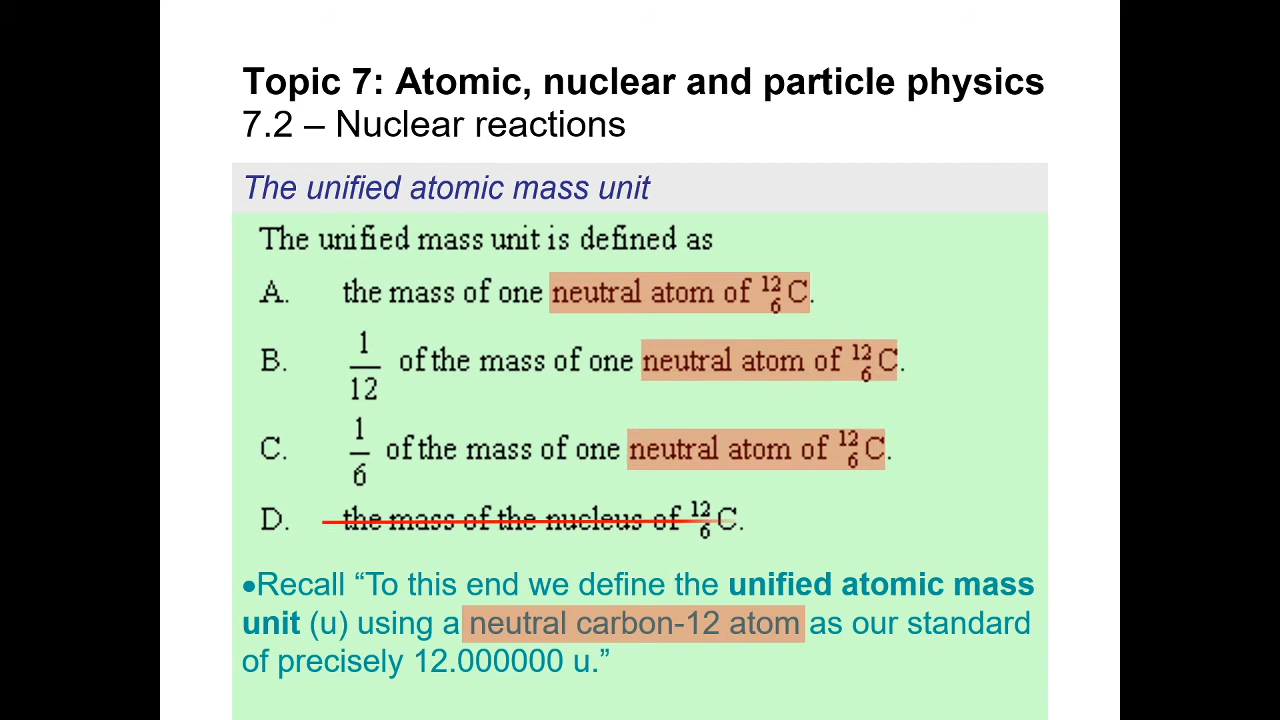 Topic 7: Atomic, nuclear and particle physics
7.2 – Nuclear reactions
The unified atomic mass unit
The unified mass unit is defined as
A. the mass of one neutral atom of ¹²₆C.
B. 1/12 of the mass of one neutral atom of ¹²₆C.
C. 1/6 of the mass of one neutral atom of ¹²₆C.
D. the mass of the nucleus of ¹²₆C.
•Recall “To this end we define the unified atomic mass
unit (u) using a neutral carbon-12 atom as our standard
of precisely 12.000000 u.”